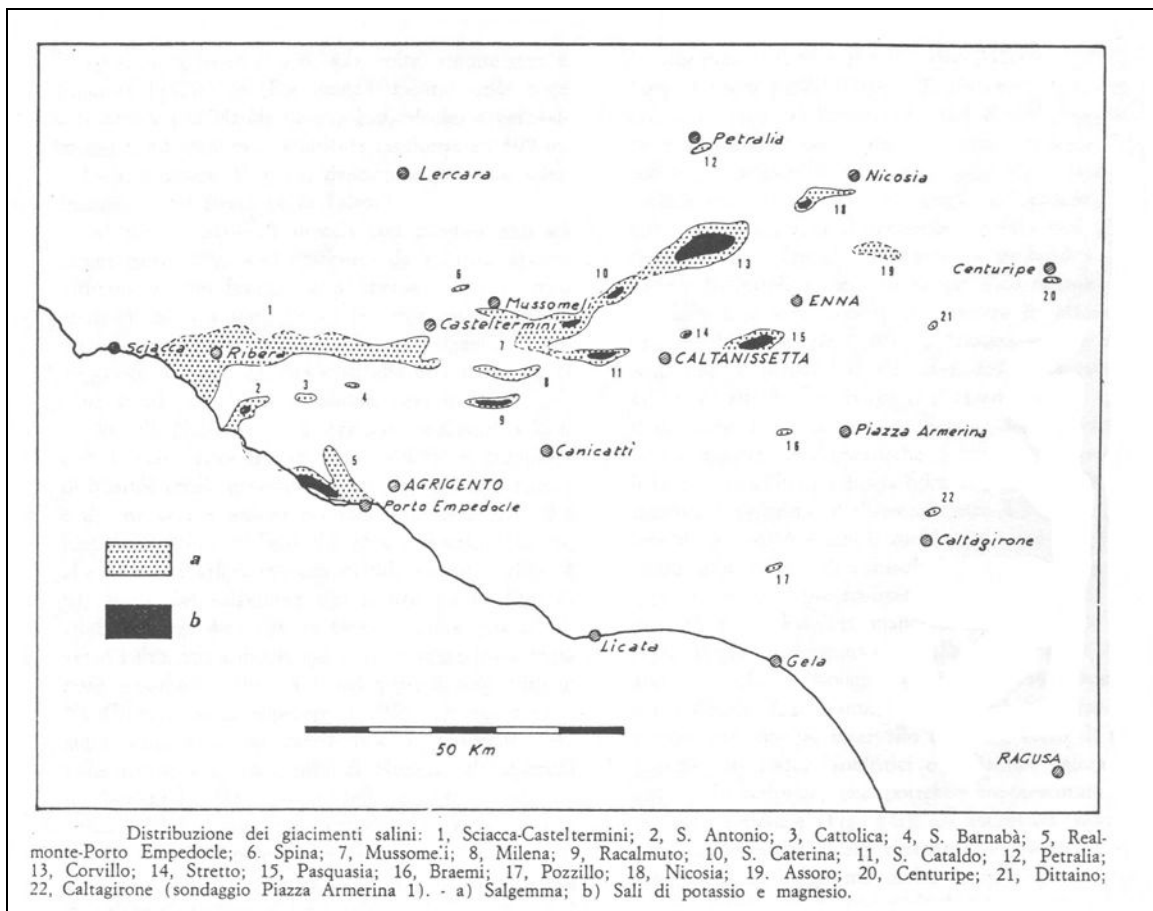 Petralia
12
Lercara
Nicosia
18
6
10
13
19
Centuripe
20
1
Mussomel
ENNA
21
Casteltermini
14
15
Sciacca
Ribera
7
11
CALTANISSETTA
2
3
4
8
9
16
Piazza Armerina
Canicattì
5
AGRIGENTO
Porto Empedocle
22
Caltagirone
a
17
b
Licata
Gela
50 Km
RAGUSA
Distribuzione dei giacimenti salini: 1, Sciacca-Casteltermini; 2, S. Antonio; 3, Cattolica; 4, S. Barnabà; 5, Real-
monte-Porto Empedocle; 6. Spina; 7, Mussome.i; 8, Milena; 9, Racalmuto; 10, S. Caterina; 11, S. Cataldo; 12, Petralia;
13, Corvillo; 14, Stretto; 15, Pasquasia; 16, Braemi; 17, Pozzillo; 18, Nicosia; 19. Assoro; 20, Centuripe; 21, Dittaino;
22, Caltagirone (sondaggio Piazza Armerina 1). - a) Salgemma; b) Sali di potassio e magnesio.